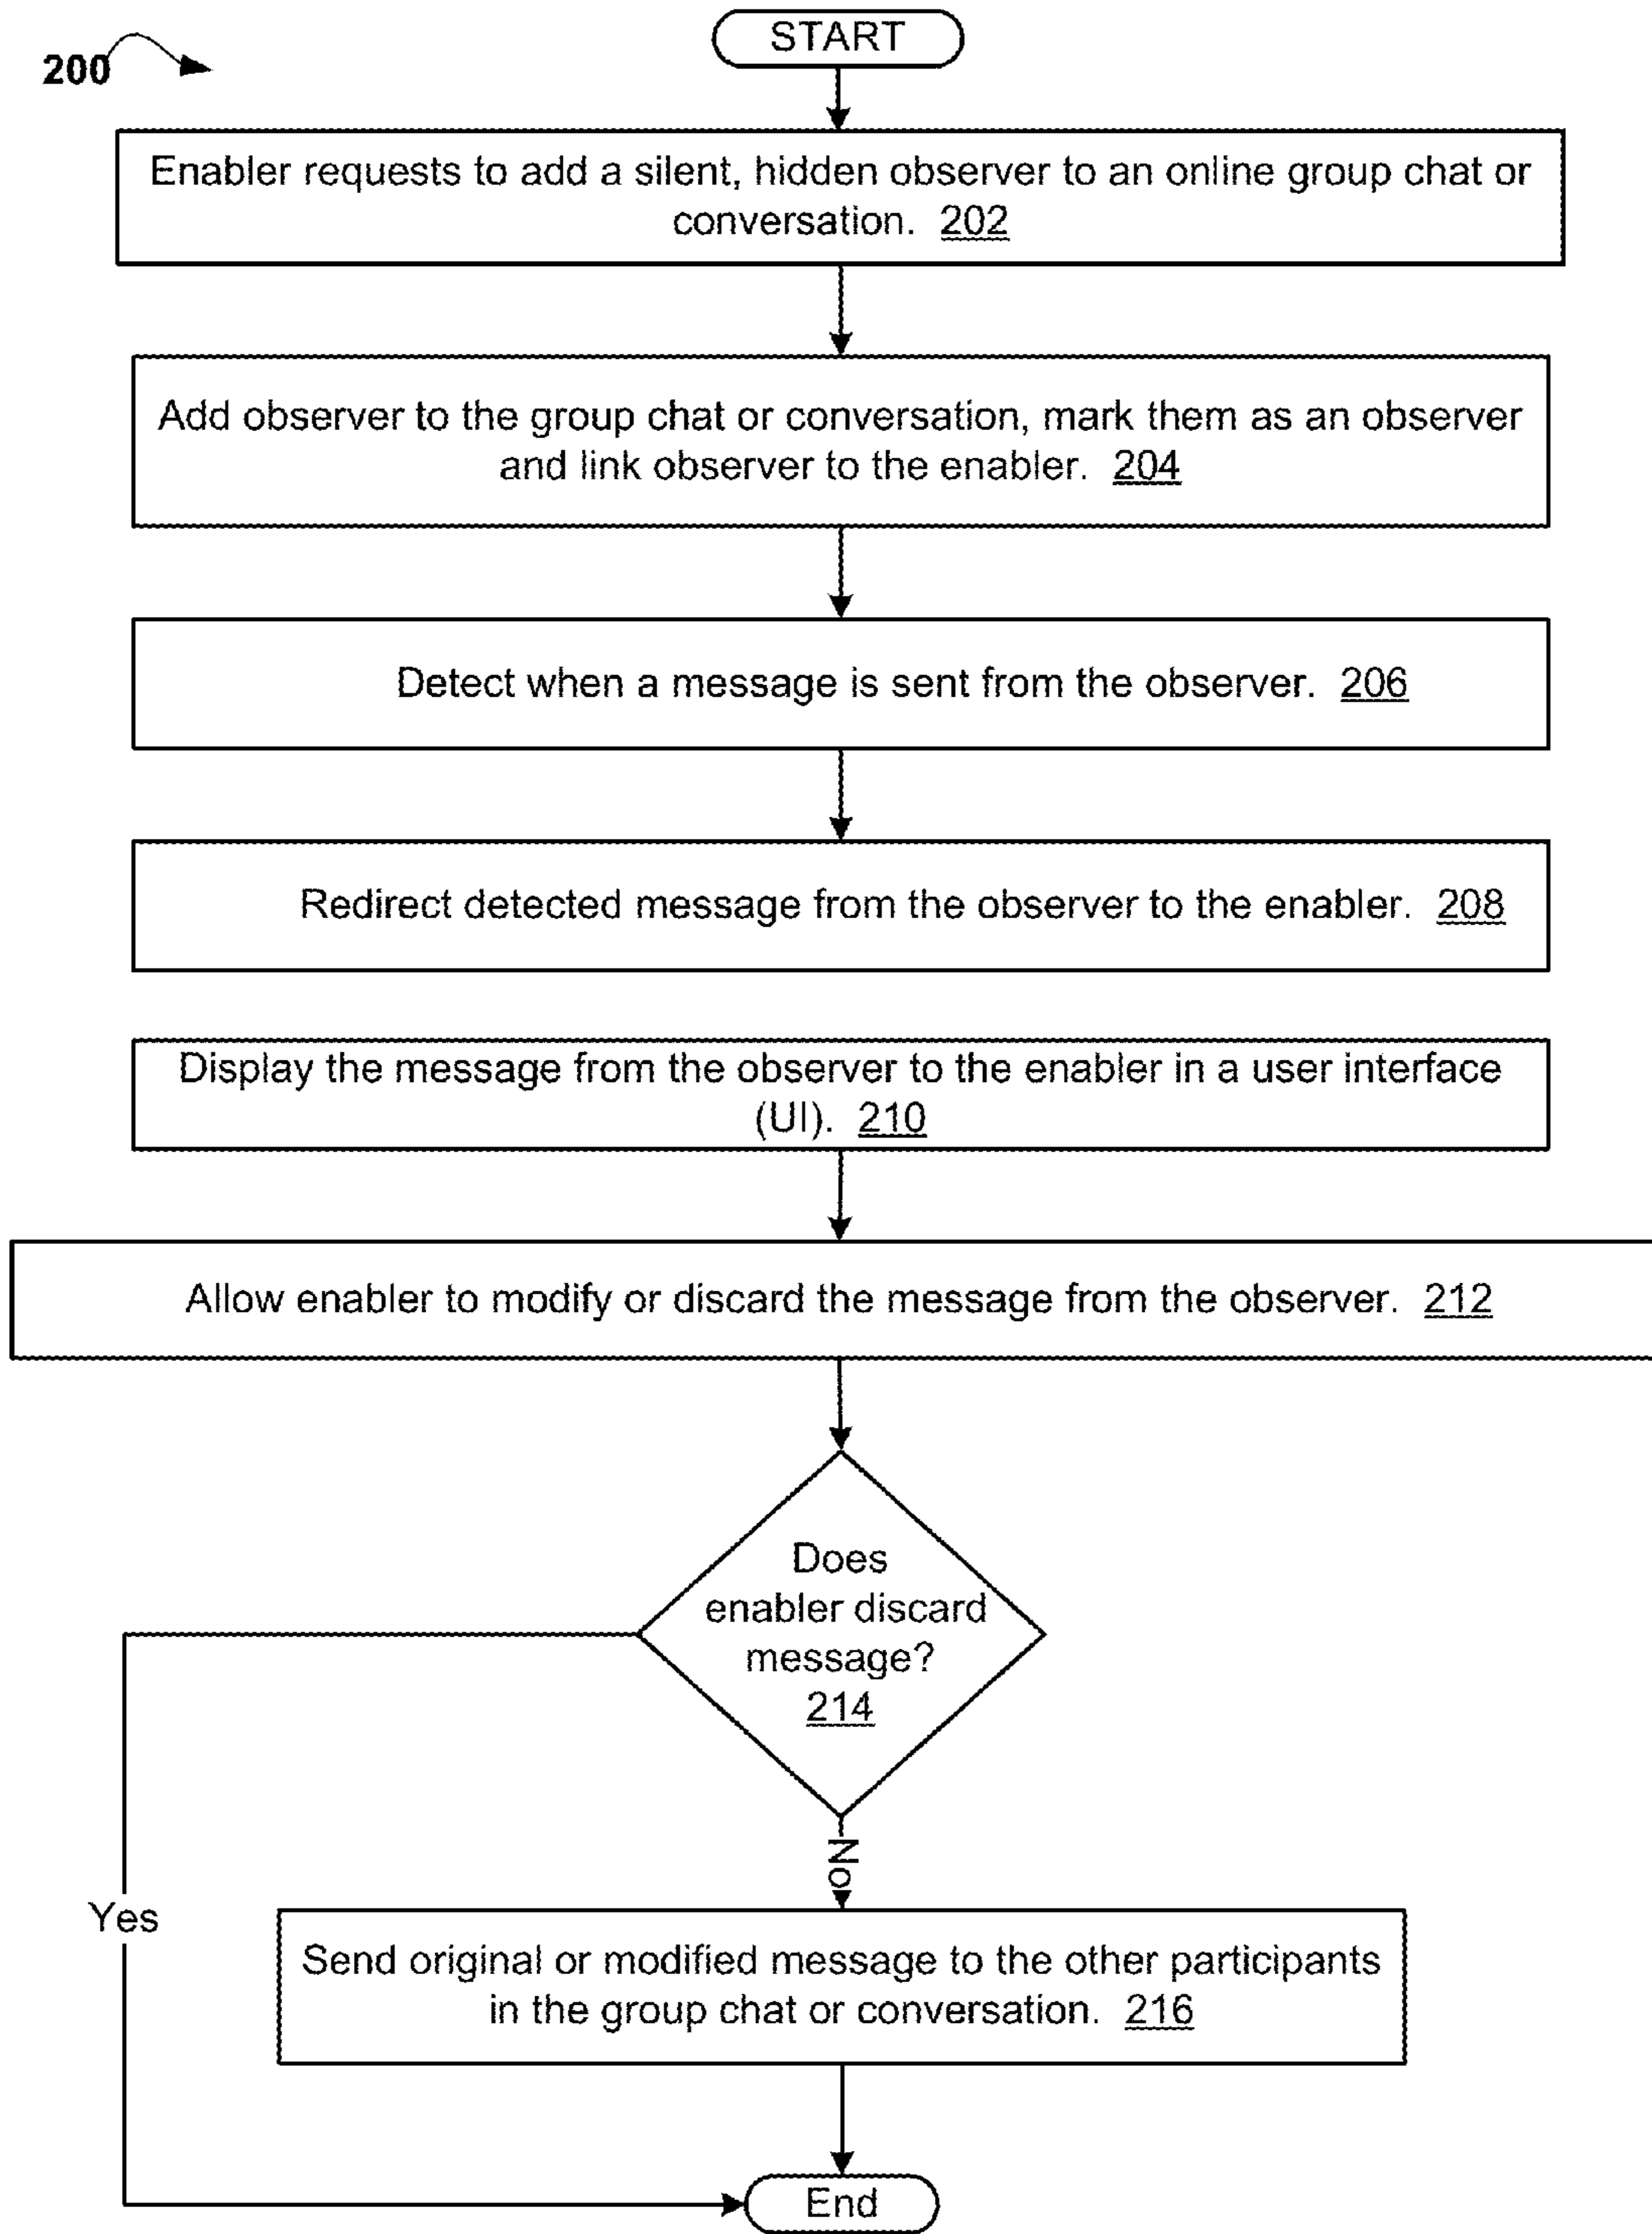 START
200
Enabler requests to add a silent, hidden observer to an online group chat or
conversation. 202
Add observer to the group chat or conversation, mark them as an observer
and link observer to the enabler. 204
Detect when a message is sent from the observer. 206
Redirect detected message from the observer to the enabler. 208
Display the message from the observer to the enabler in a user interface
(UI). 210
Allow enabler to modify or discard the message from the observer. 212
Does
enabler discard
message?
214
No
Yes
Send original or modified message to the other participants
in the group chat or conversation. 216
End